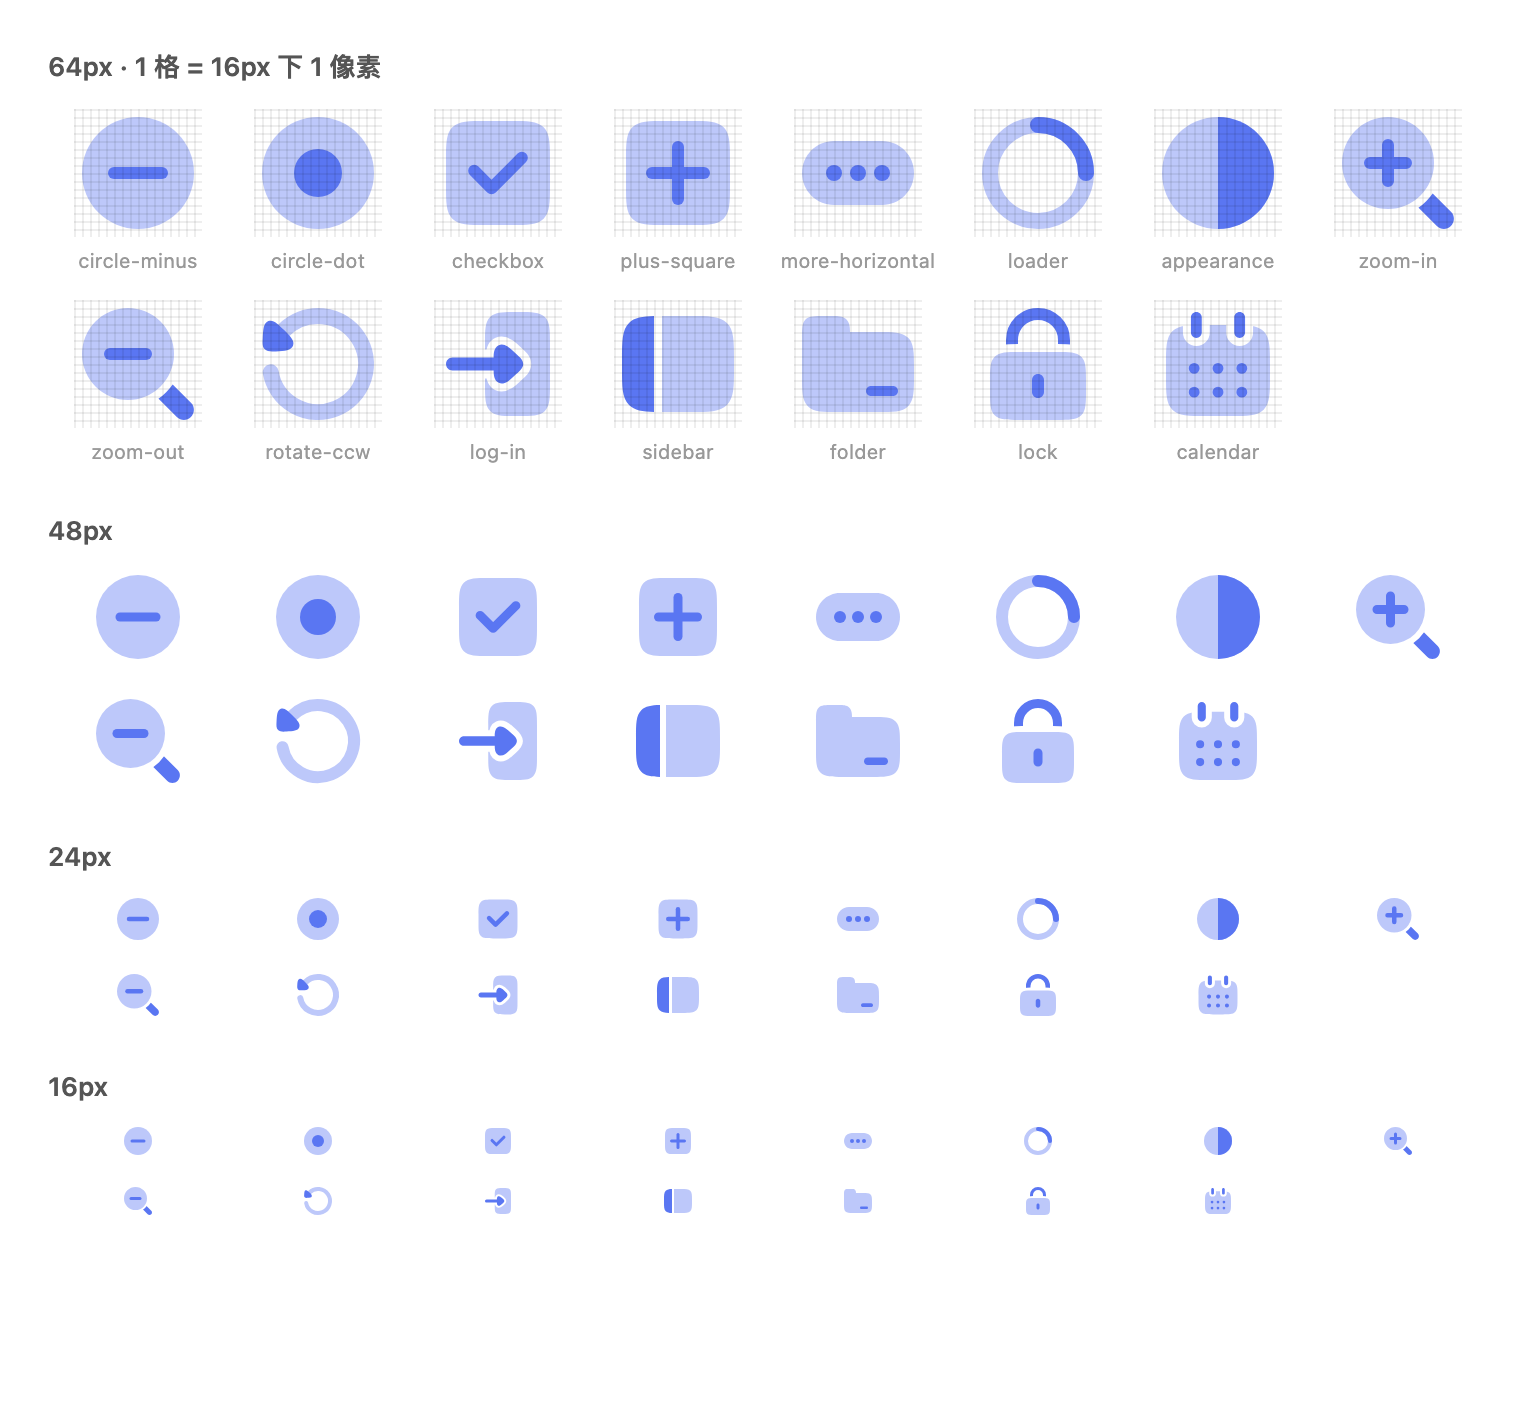 64px · 1 格 = 16px 下 1 像素
circle-minus circle-dot checkbox plus-square more-horizontal loader appearance zoom-in
zoom-out rotate-ccw log-in sidebar folder lock calendar
48px
24px
16px